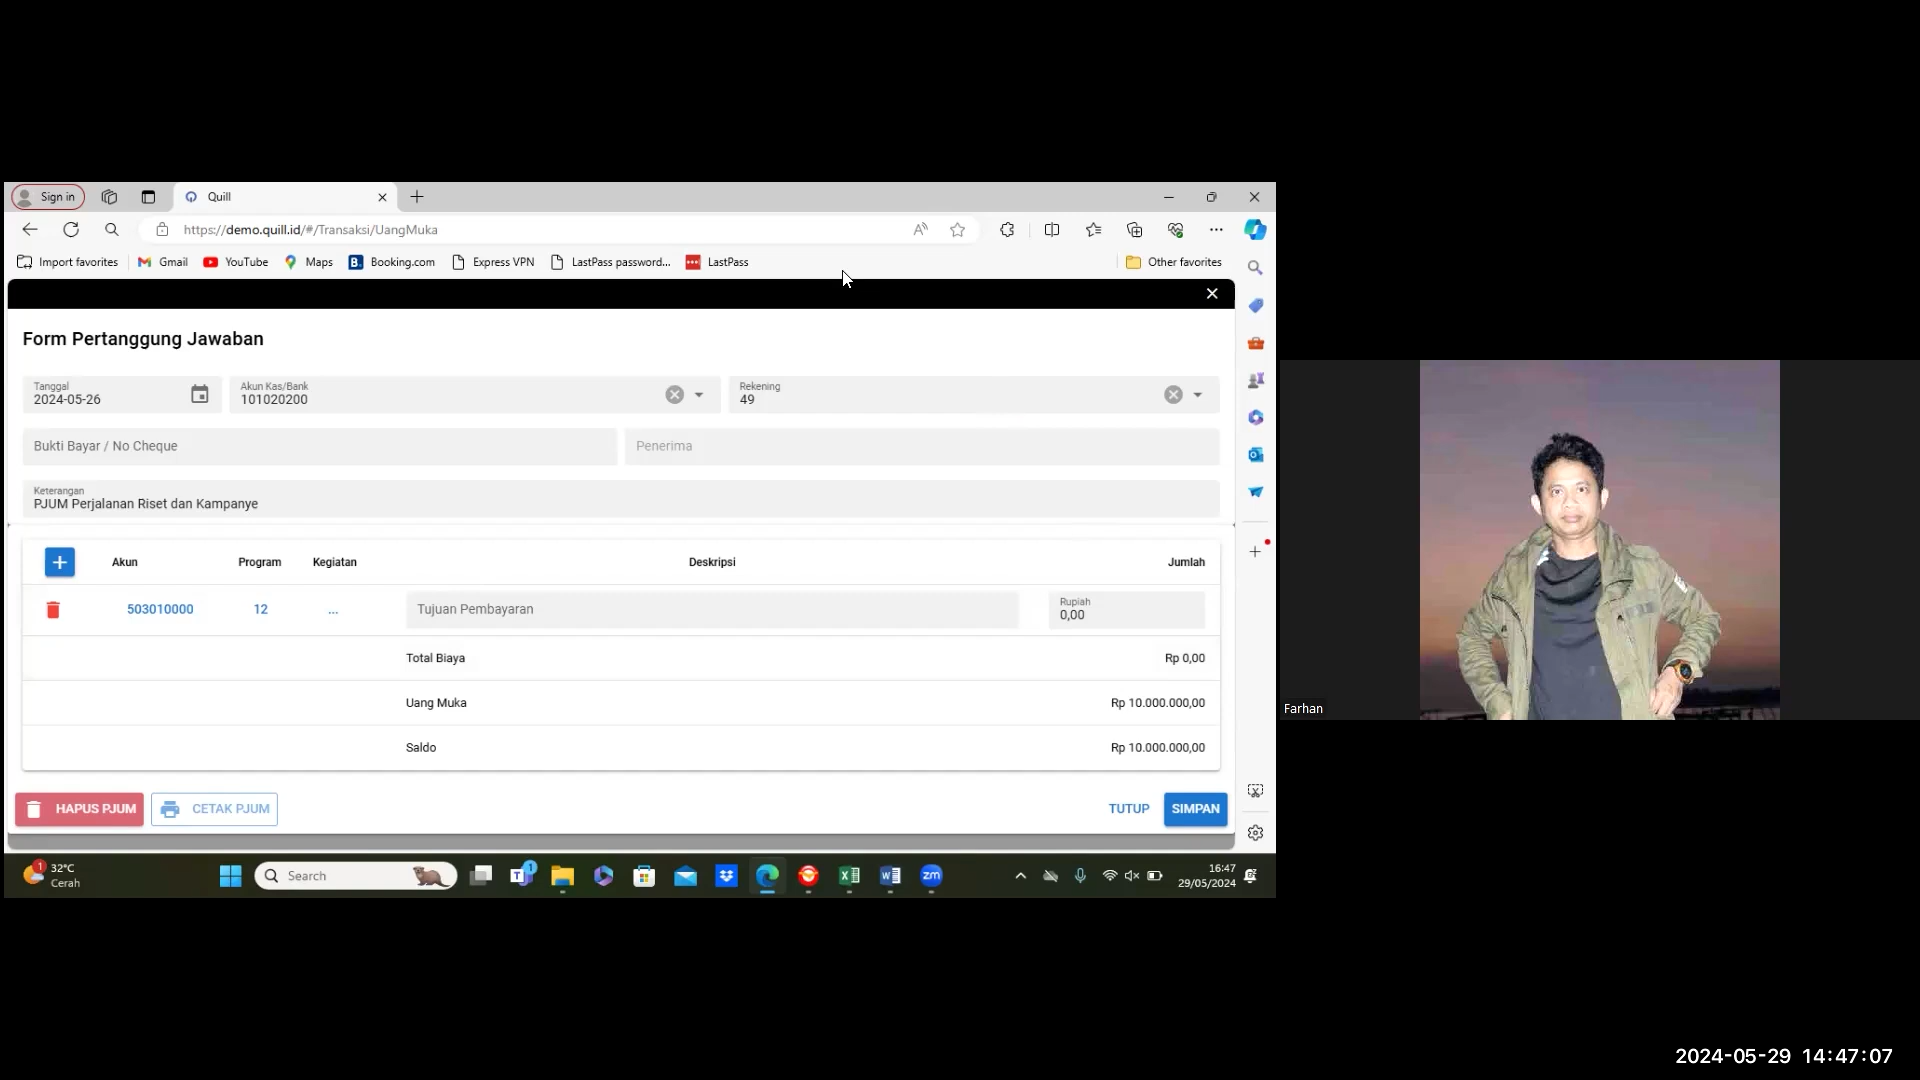 Sign in
Quill
https://demo.quill.id/#/Transaksi/UangMuka
Import favorites
Gmail
YouTube
Maps
B. Booking.com
Express VPN
LastPass password...
LastPass
Other favorites
Form Pertanggung Jawaban
Tanggal
2024-05-26
Akun Kas/Bank
101020200
Rekening
49
Bukti Bayar / No Cheque
Penerima
Keterangan
PJUM Perjalanan Riset dan Kampanye
Akun Program Kegiatan Deskripsi Jumlah
503010000 12 ... Tujuan Pembayaran
Rupiah
0,00
Total Biaya Rp 0,00
Uang Muka Rp 10.000.000,00
Saldo Rp 10.000.000,00
HAPUS PJUM
CETAK PJUM
TUTUP
SIMPAN
1
32°C
Cerah
Search
1
zm
16:47
29/05/2024
Farhan
2024-05-29 14:47:07